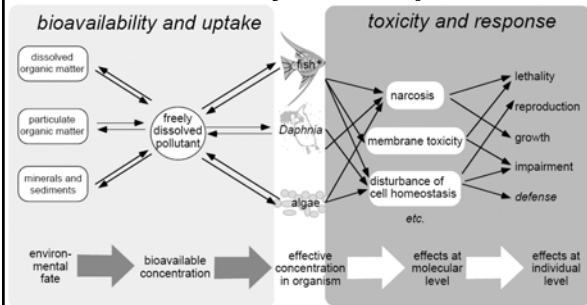 bioavailability and uptake
toxicity and response
dissolved
organic matter
particulate
organic matter
minerals and
sediments
freely
dissolved
pollutant
fish*
Daphnia
algae
narcosis
membrane toxicity
disturbance of
cell homeostasis
etc.
lethality
reproduction
growth
impairment
defense
environ-
mental
fate
bioavailable
concentration
effective
concentration
in organism
effects at
molecular
level
effects at
individual
level